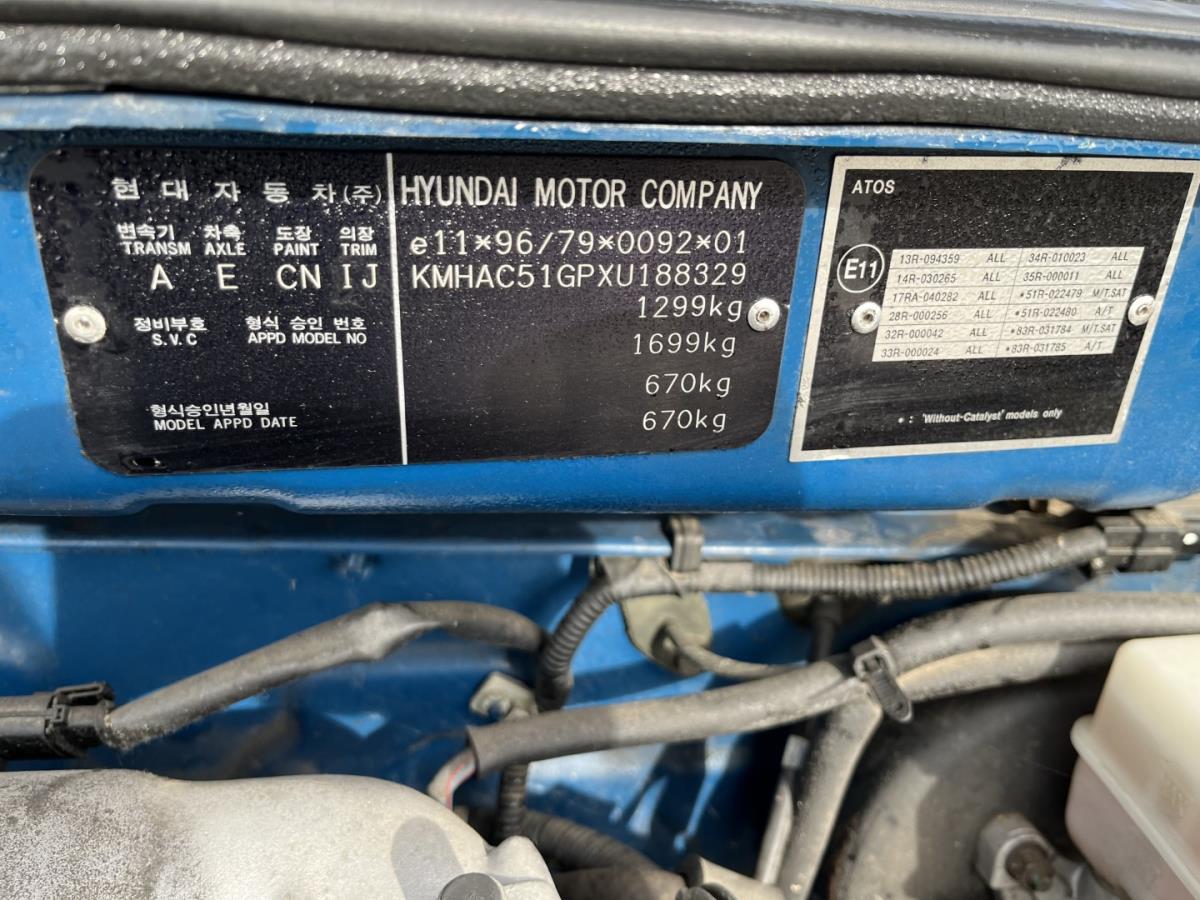 현대자동차(주)
HYUNDAI MOTOR COMPANY
변속기 차축 도장 의장
TRANSM AXLE PAINT TRIM
A E CN IJ
e11*96/79*0092*01
KMHAC51GPXU188329
1299kg
1699kg
670kg
670kg
정비부호 형식 승인 번호
S.V.C APPD MODEL NO
형식승인년월일
MODEL APPD DATE
ATOS
E11
13R-094359 ALL 34R-010023 ALL
14R-030265 ALL 35R-000011 ALL
17RA-040282 ALL *51R-022479 M/T.SAT
28R-000256 ALL *51R-022480 A/T
32R-000042 ALL *83R-031784 M/T.SAT
33R-000024 ALL *83R-031785 A/T
* : 'Without-Catalyst' models only